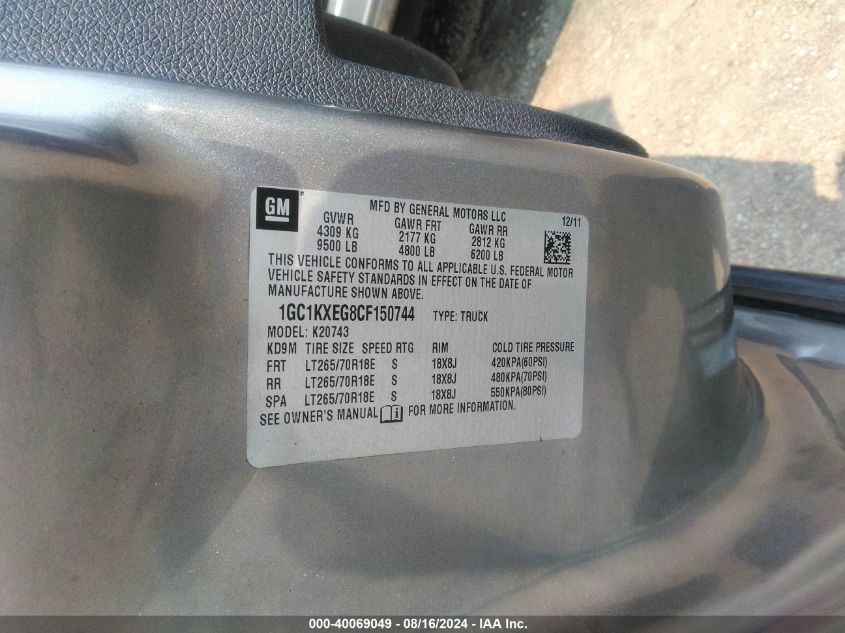 GM
MFD BY GENERAL MOTORS LLC
GVWR GAWR FRT GAWR RR 12/11
4309 KG 2177 KG 2812 KG
9500 LB 4800 LB 6200 LB
THIS VEHICLE CONFORMS TO ALL APPLICABLE U.S. FEDERAL MOTOR
VEHICLE SAFETY STANDARDS IN EFFECT ON THE DATE OF
MANUFACTURE SHOWN ABOVE.
1GC1KXEG8CF150744 TYPE: TRUCK
MODEL: K20743
KD9M TIRE SIZE SPEED RTG RIM COLD TIRE PRESSURE
FRT LT265/70R18E S 18X8J 420KPA(60PSI)
RR LT265/70R18E S 18X8J 480KPA(70PSI)
SPA LT265/70R18E S 18X8J 550KPA(80PSI)
SEE OWNER'S MANUAL FOR MORE INFORMATION.
000-40069049 - 08/16/2024 - IAA Inc.